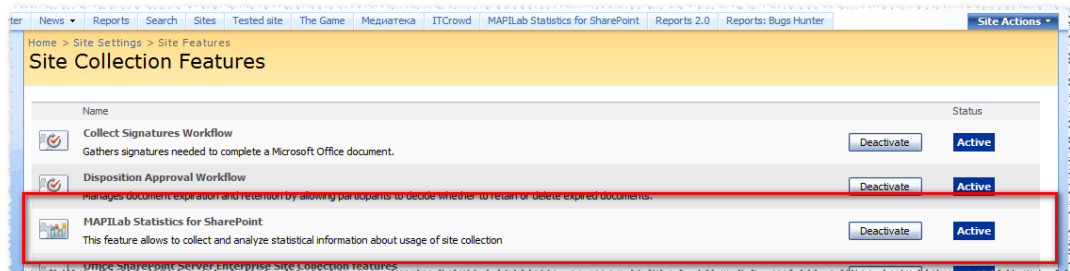 ter News Reports Search Sites Tested site The Game Медиатека ITCrowd MAPILab Statistics for SharePoint Reports 2.0 Reports: Bugs Hunter Site Actions
Home > Site Settings > Site Features
Site Collection Features
Name Status
Collect Signatures Workflow
Gathers signatures needed to complete a Microsoft Office document.
Deactivate Active
Disposition Approval Workflow
Manages document expiration and retention by allowing participants to decide whether to retain or delete expired documents.
Deactivate Active
MAPILab Statistics for SharePoint
This feature allows to collect and analyze statistical information about usage of site collection
Deactivate Active
Office SharePoint Server Enterprise Site Collection features